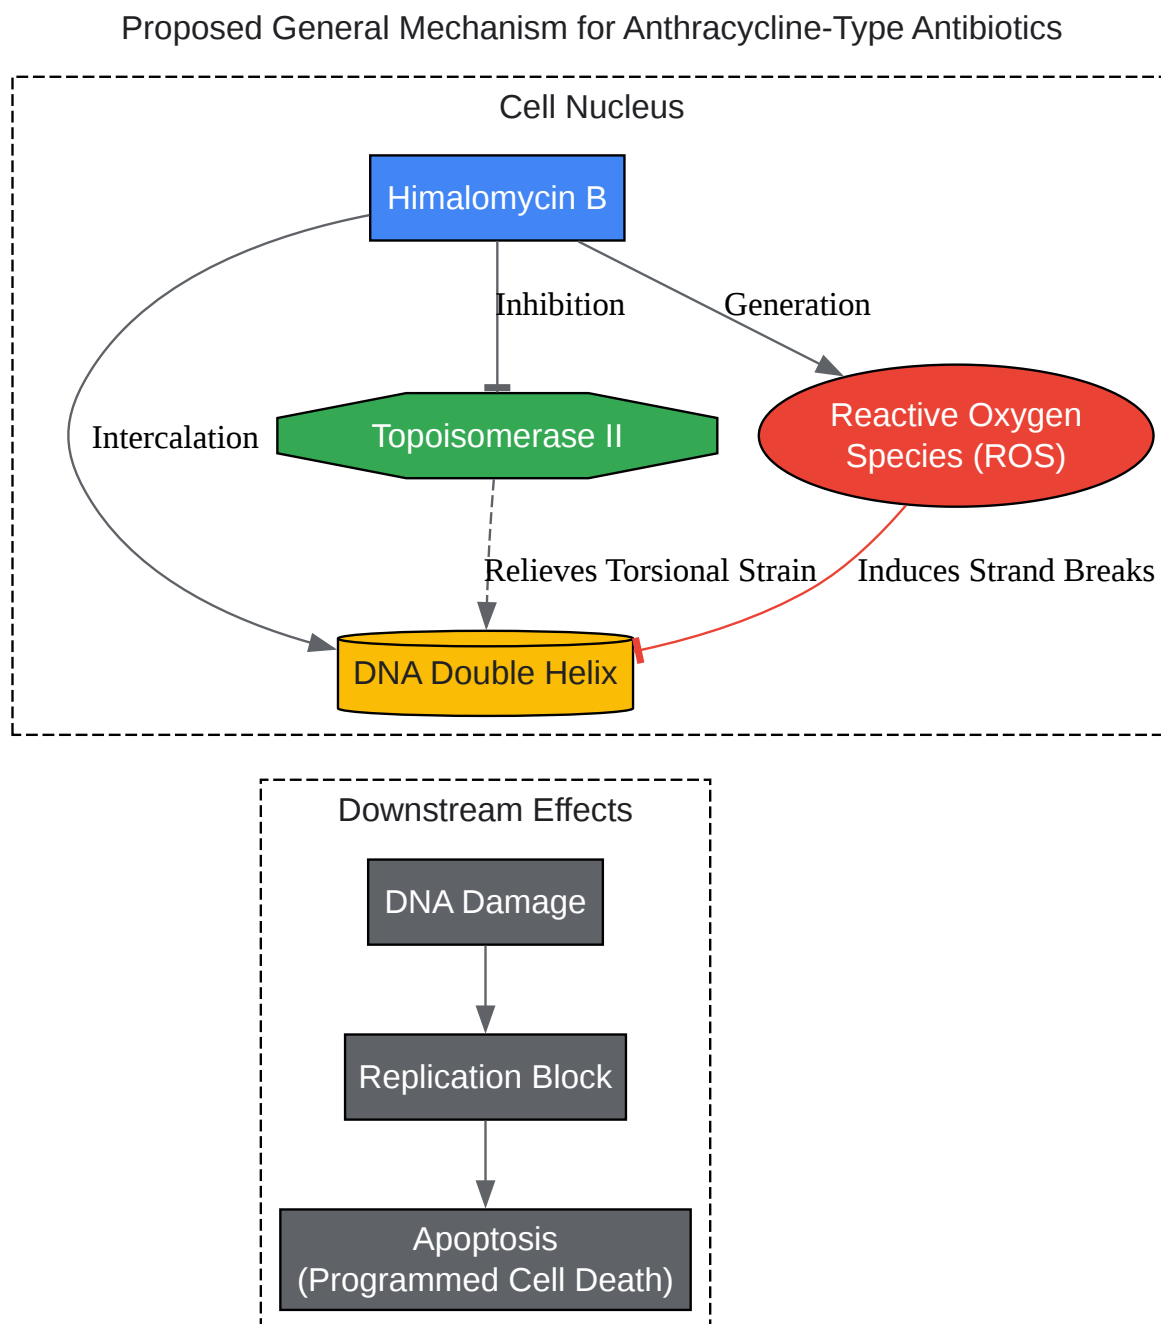 Proposed General Mechanism for Anthracycline-Type Antibiotics
Cell Nucleus
Himalomycin B
Inhibition
Generation
Intercalation
Topoisomerase II
Reactive Oxygen
Species (ROS)
Relieves Torsional Strain
Induces Strand Breaks
DNA Double Helix
Downstream Effects
DNA Damage
Replication Block
Apoptosis
(Programmed Cell Death)